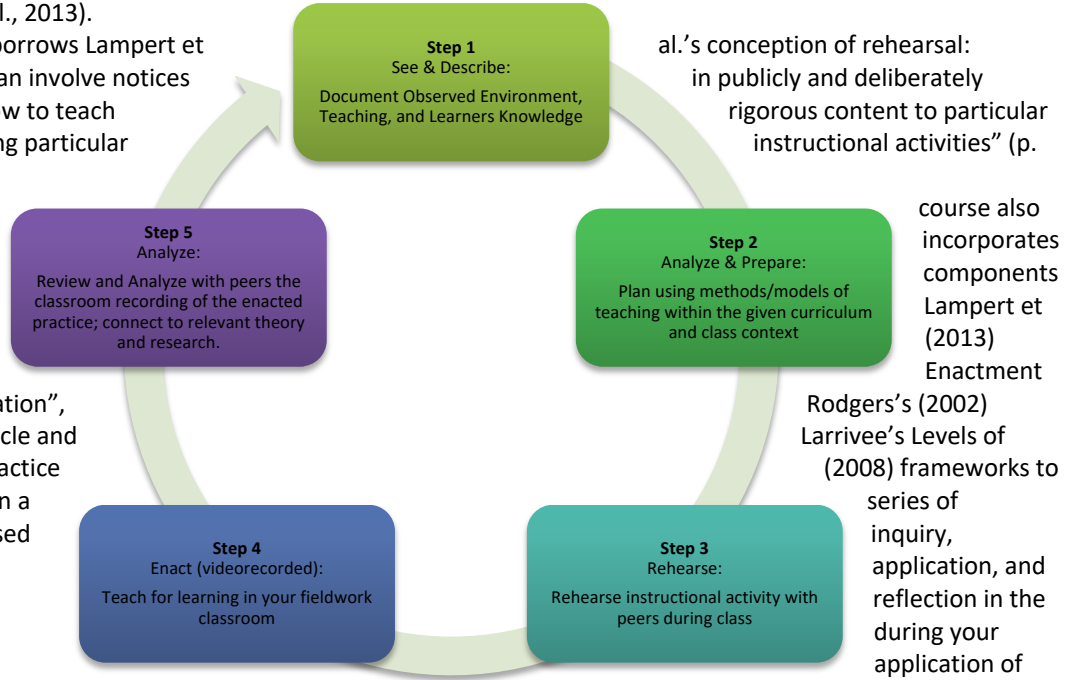 l., 2013).
borrows Lampert et
an involve notices
w to teach
ng particular
al.’s conception of rehearsal:
in publicly and deliberately
rigorous content to particular
instructional activities” (p.
Step 1
See & Describe:
Document Observed Environment,
Teaching, and Learners Knowledge
Step 2
Analyze & Prepare:
Plan using methods/models of
teaching within the given curriculum
and class context
Step 3
Rehearse:
Rehearse instructional activity with
peers during class
Step 4
Enact (videorecorded):
Teach for learning in your fieldwork
classroom
Step 5
Analyze:
Review and Analyze with peers the
classroom recording of the enacted
practice; connect to relevant theory
and research.
ation”,
cle and
actice
n a
sed
course also
incorporates
components
Lampert et
(2013)
Enactment
Rodgers’s (2002)
Larrivee’s Levels of
(2008) frameworks to
series of
inquiry,
application, and
reflection in the
during your
application of